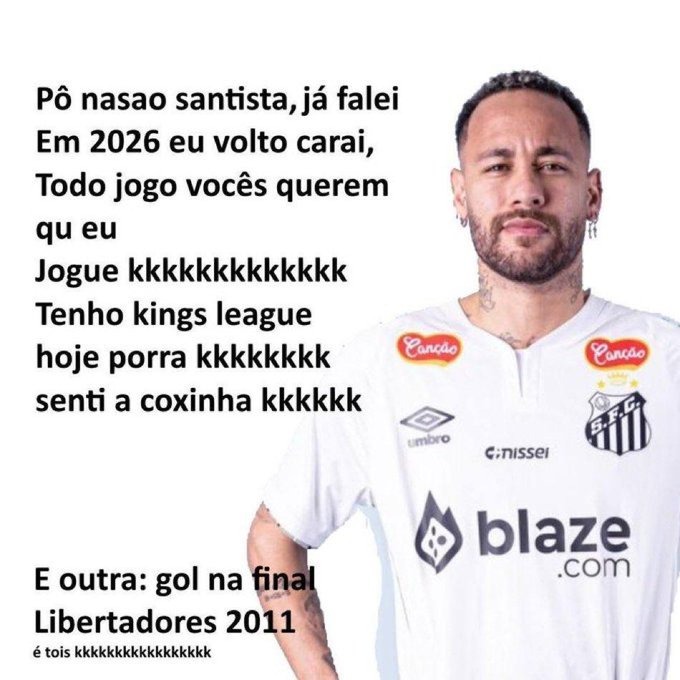 Pô nasao santista, já falei
Em 2026 eu volto carai,
Todo jogo vocês querem
qu eu
Jogue kkkkkkkkkkkkk
Tenho kings league
hoje porra kkkkkkkk
senti a coxinha kkkkkk
Canção
Canção
umbro
S.F.C.
nissei
blaze
.com
E outra: gol na final
Libertadores 2011
é tois kkkkkkkkkkkkkkkkk